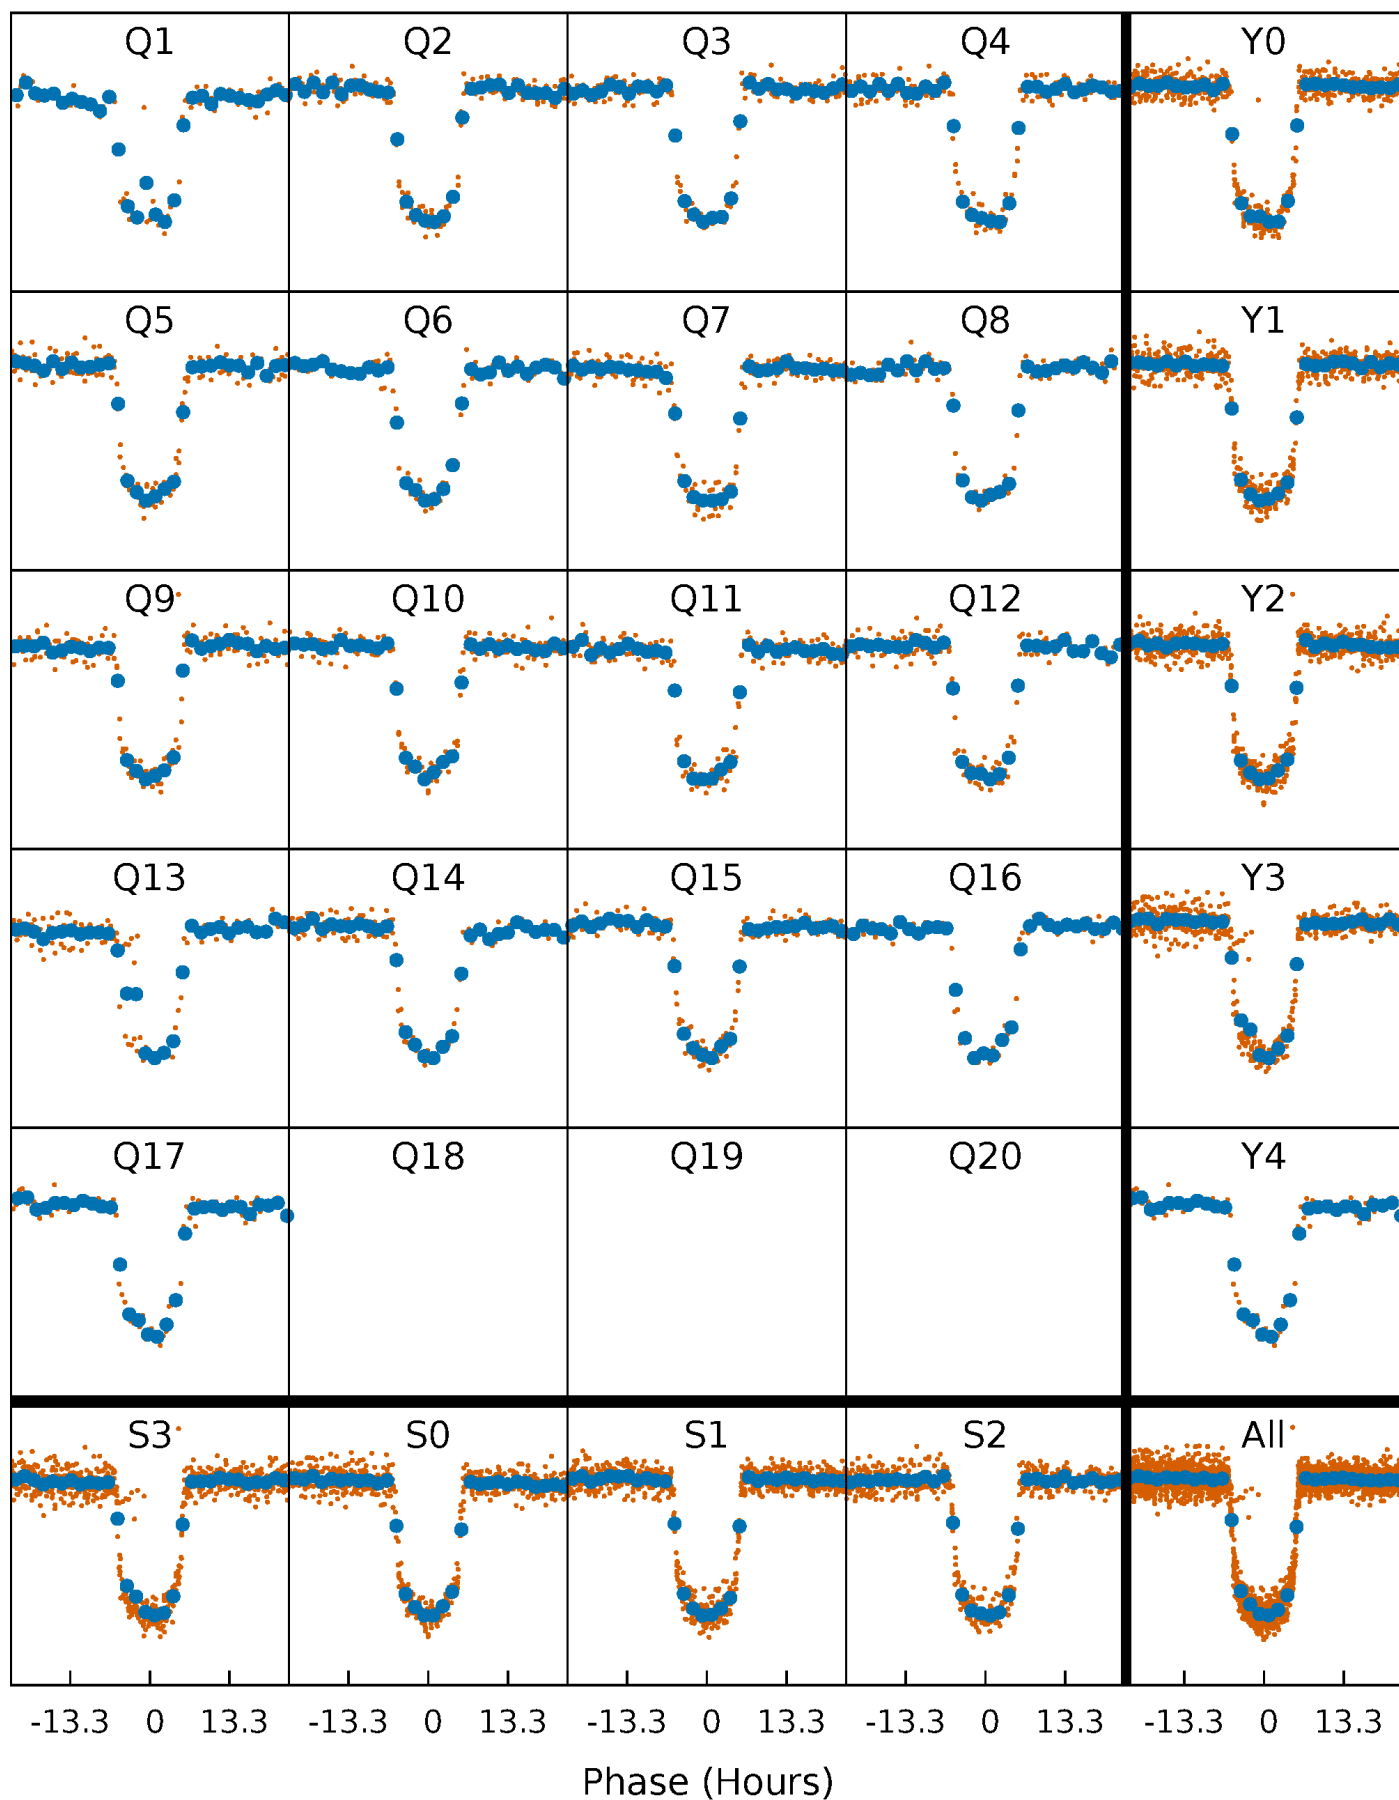 Q1 Q2 Q3 Q4 Y0
Q5 Q6 Q7 Q8 Y1
Q9 Q10 Q11 Q12 Y2
Q13 Q14 Q15 Q16 Y3
Q17 Q18 Q19 Q20 Y4
S3 S0 S1 S2 All
-13.3 0 13.3 -13.3 0 13.3 -13.3 0 13.3 -13.3 0 13.3 -13.3 0 13.3
Phase (Hours)